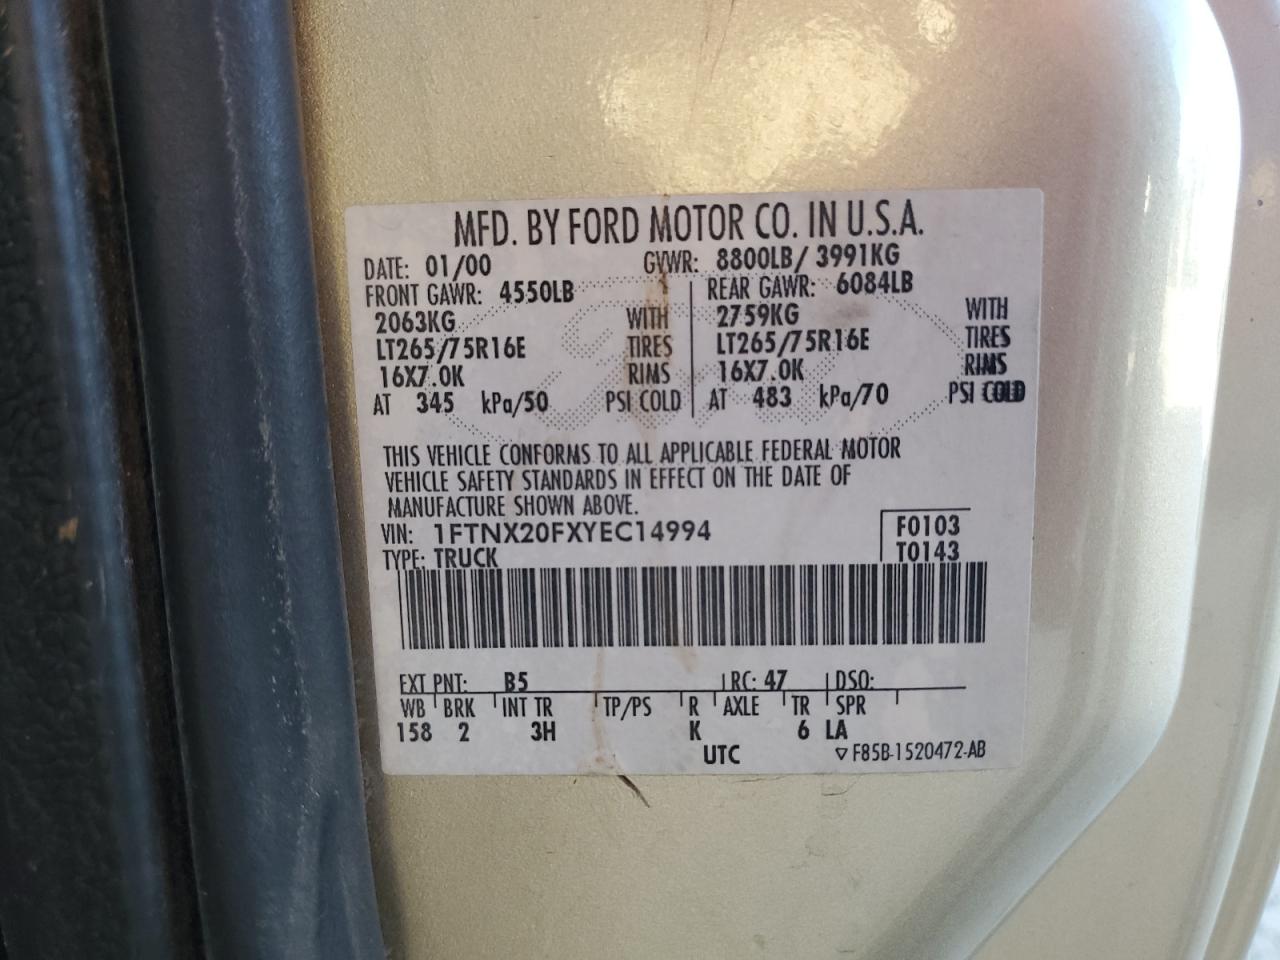 MFD. BY FORD MOTOR CO. IN U.S.A.
DATE: 01/00 GVWR: 8800LB/ 3991KG
FRONT GAWR: 4550LB REAR GAWR: 6084LB
2063KG WITH 2759KG WITH
LT265/75R16E TIRES LT265/75R16E TIRES
16X7.0K RIMS 16X7.0K RIMS
AT 345 kPa/50 PSI COLD AT 483 kPa/70 PSI COLD
THIS VEHICLE CONFORMS TO ALL APPLICABLE FEDERAL MOTOR
VEHICLE SAFETY STANDARDS IN EFFECT ON THE DATE OF
MANUFACTURE SHOWN ABOVE.
VIN: 1FTNX20FXYEC14994 F0103
TYPE: TRUCK T0143
EXT PNT: B5 RC: 47 DSO:
WB BRK INT TR TP/PS R AXLE TR SPR
158 2 3H K 6 LA
UTC ▽ F85B-1520472-AB